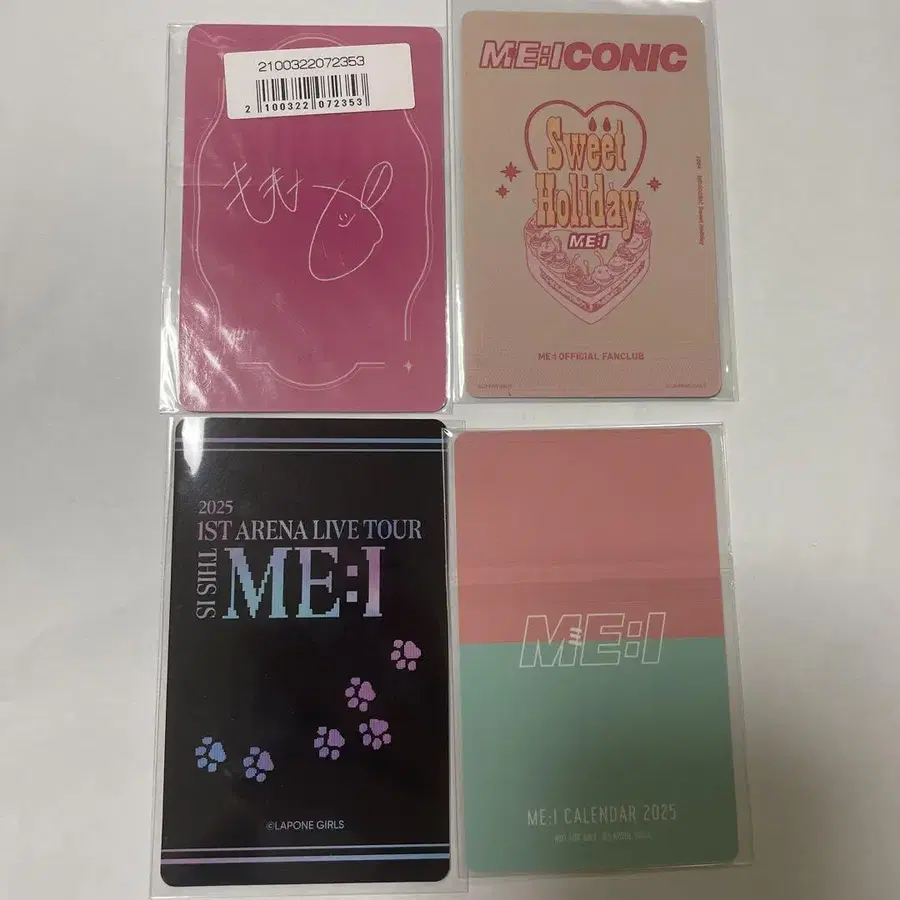 2100322072353
2 100322 072353
ME:ICONIC
Sweet
Holiday
ME:I
ME:I OFFICIAL FANCLUB
2025
1ST ARENA LIVE TOUR
THIS IS
ME:I
©LAPONE GIRLS
ME:I
ME:I CALENDAR 2025